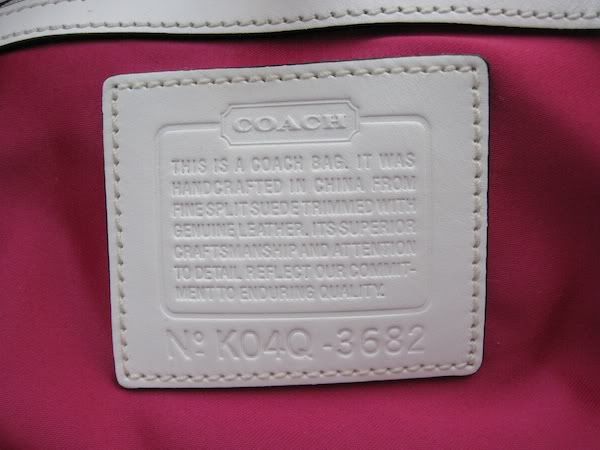 COACH
THIS IS A COACH BAG. IT WAS
HANDCRAFTED IN CHINA FROM
FINE SPLIT SUEDE TRIMMED WITH
GENUINE LEATHER. ITS SUPERIOR
CRAFTSMANSHIP AND ATTENTION
TO DETAIL REFLECT OUR COMMIT-
MENT TO ENDURING QUALITY.
Nº K04Q-3682